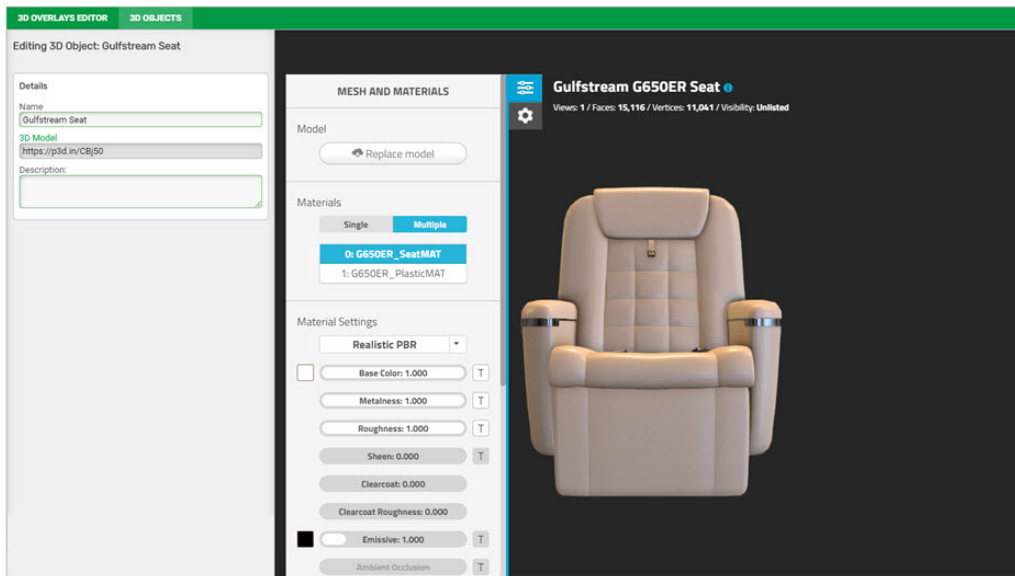 3D OVERLAYS EDITOR
3D OBJECTS
Editing 3D Object: Gulfstream Seat
Details
Name
Gulfstream Seat
3D Model
https://p3d.in/CBj50
Description:
MESH AND MATERIALS
Model
Replace model
Materials
Single
Multiple
0: G650ER_SeatMAT
1: G650ER_PlasticMAT
Material Settings
Realistic PBR
Base Color: 1.000
T
Metalness: 1.000
T
Roughness: 1.000
T
Sheen: 0.000
T
Clearcoat: 0.000
Clearcoat Roughness: 0.000
Emissive: 1.000
T
Ambient Occlusion
T
Gulfstream G650ER Seat
Views: 1 / Faces: 15,116 / Vertices: 11,041 / Visibility: Unlisted